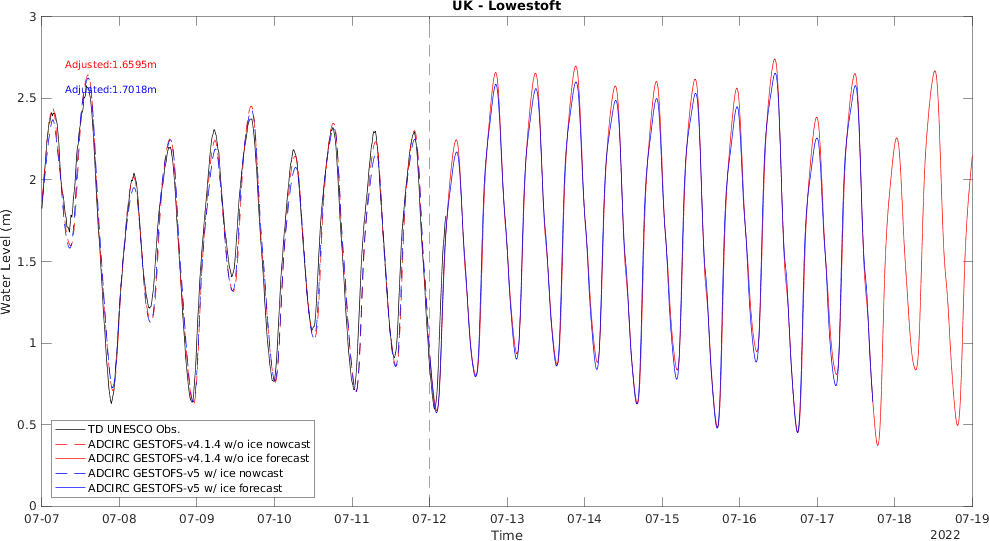 UK - Lowestoft
3
2.5
2
1.5
1
0.5
0
Water Level (m)
Adjusted:1.6595m
Adjusted:1.7018m
TD UNESCO Obs.
ADCIRC GESTOFS-v4.1.4 w/o ice nowcast
ADCIRC GESTOFS-v4.1.4 w/o ice forecast
ADCIRC GESTOFS-v5 w/ ice nowcast
ADCIRC GESTOFS-v5 w/ ice forecast
07-07 07-08 07-09 07-10 07-11 07-12 07-13 07-14 07-15 07-16 07-17 07-18 07-19
Time
2022